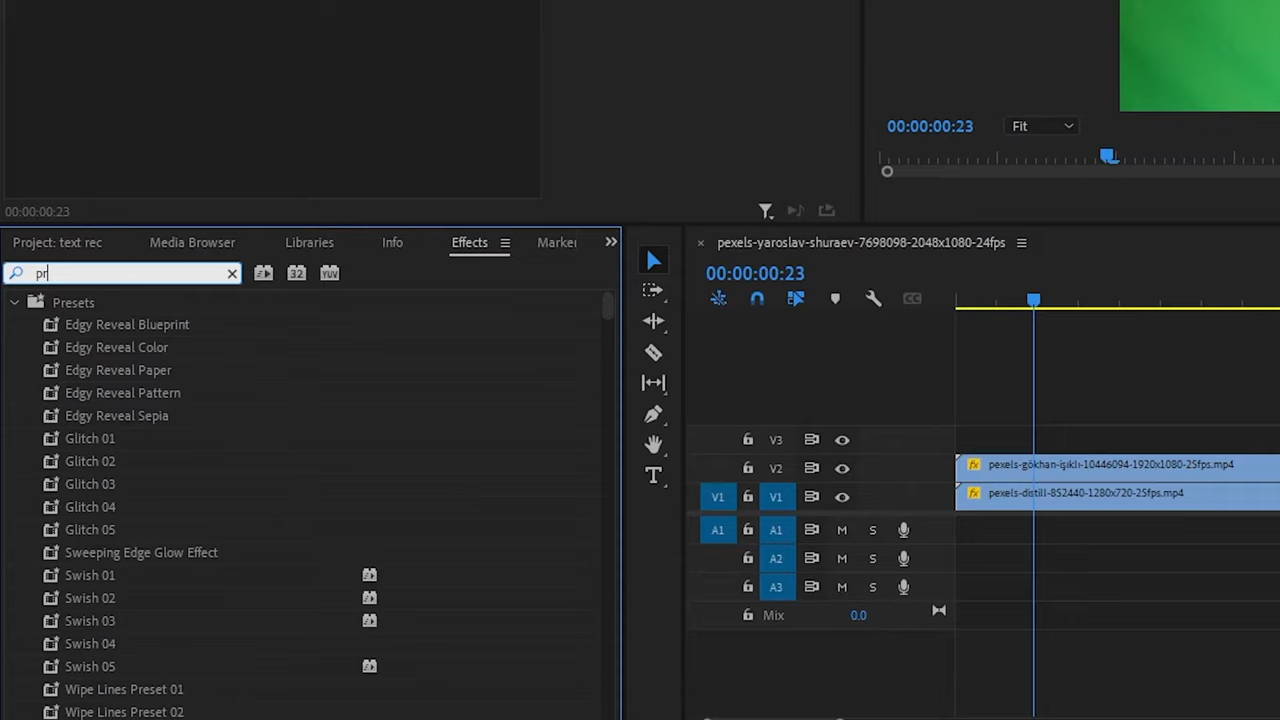 00:00:00:23
Fit
00:00:00:23
Project: text rec
Media Browser
Libraries
Info
Effects
Marker
pr
32
YUV
Presets
Edgy Reveal Blueprint
Edgy Reveal Color
Edgy Reveal Paper
Edgy Reveal Pattern
Edgy Reveal Sepia
Glitch 01
Glitch 02
Glitch 03
Glitch 04
Glitch 05
Sweeping Edge Glow Effect
Swish 01
Swish 02
Swish 03
Swish 04
Swish 05
Wipe Lines Preset 01
Wipe Lines Preset 02
pexels-yaroslav-shuraev-7698098-2048x1080-24fps
00:00:00:23
CC
V3
V2
fx pexels-gökhan-işıklı-10446094-1920x1080-25fps.mp4
V1 V1
fx pexels-distill-852440-1280x720-25fps.mp4
A1 A1 M S
A2 M S
A3 M S
Mix 0.0